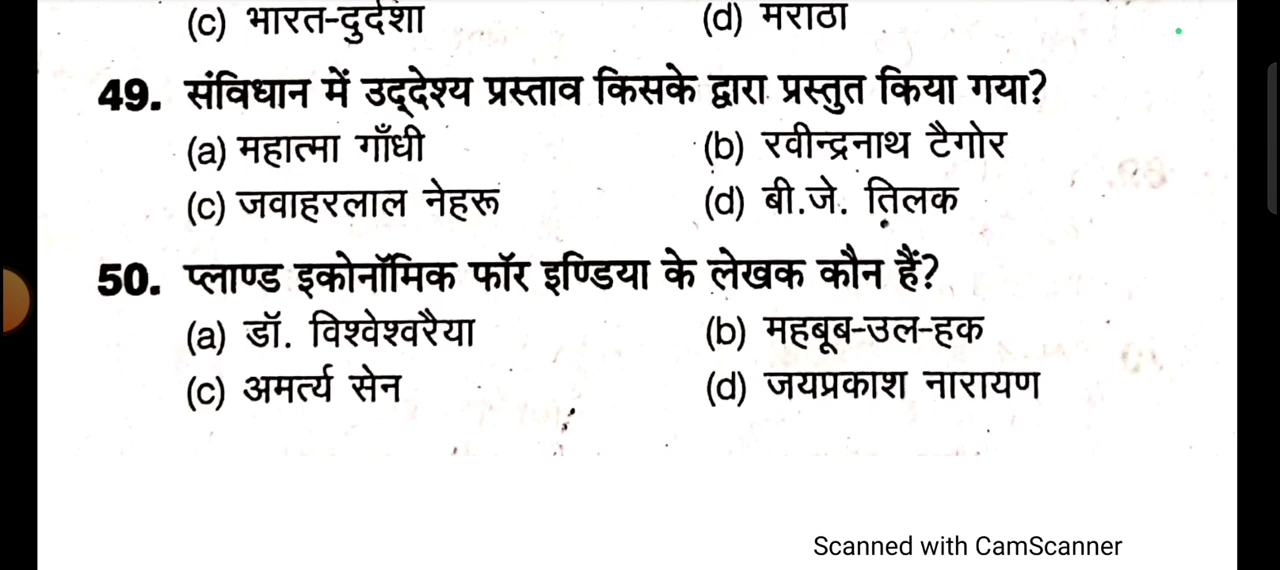 (c) भारत-दुर्दशा (d) मराठा
49. संविधान में उद्देश्य प्रस्ताव किसके द्वारा प्रस्तुत किया गया?
(a) महात्मा गाँधी (b) रवीन्द्रनाथ टैगोर
(c) जवाहरलाल नेहरू (d) बी.जे. तिलक
50. प्लाण्ड इकोनॉमिक फॉर इण्डिया के लेखक कौन हैं?
(a) डॉ. विश्वेश्वरैया (b) महबूब-उल-हक
(c) अमर्त्य सेन (d) जयप्रकाश नारायण
Scanned with CamScanner